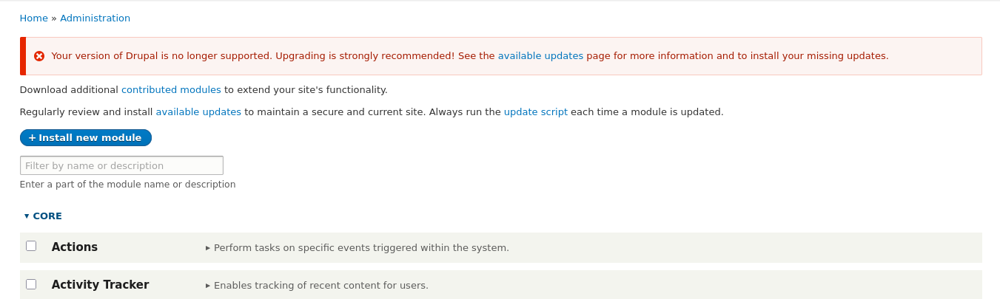 Home » Administration
Your version of Drupal is no longer supported. Upgrading is strongly recommended! See the available updates page for more information and to install your missing updates.
Download additional contributed modules to extend your site's functionality.
Regularly review and install available updates to maintain a secure and current site. Always run the update script each time a module is updated.
+ Install new module
Filter by name or description
Enter a part of the module name or description
▾ CORE
Actions ▸ Perform tasks on specific events triggered within the system.
Activity Tracker ▸ Enables tracking of recent content for users.